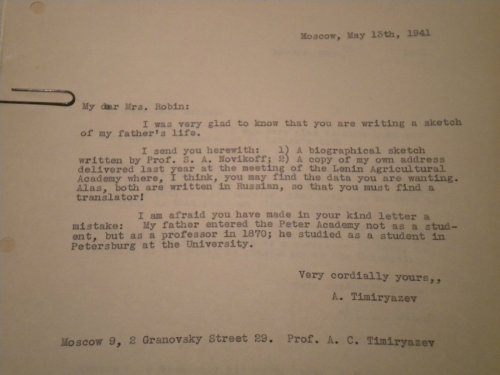 Moscow, May 13th, 1941
My dear Mrs. Robin:
I was very glad to know that you are writing a sketch
of my father's life.
I send you herewith: 1) A biographical sketch
written by Prof. S. A. Novikoff; 2) A copy of my own address
delivered last year at the meeting of the Lenin Agricultural
Academy where, I think, you may find the data you are wanting.
Alas, both are written in Russian, so that you must find a
translator!
I am afraid you have made in your kind letter a
mistake: My father entered the Peter Academy not as a stud-
ent, but as a professor in 1870; he studied as a student in
Petersburg at the University.
Very cordially yours,,
A. Timiryazev
Moscow 9, 2 Granovsky Street 29. Prof. A. C. Timiryazev